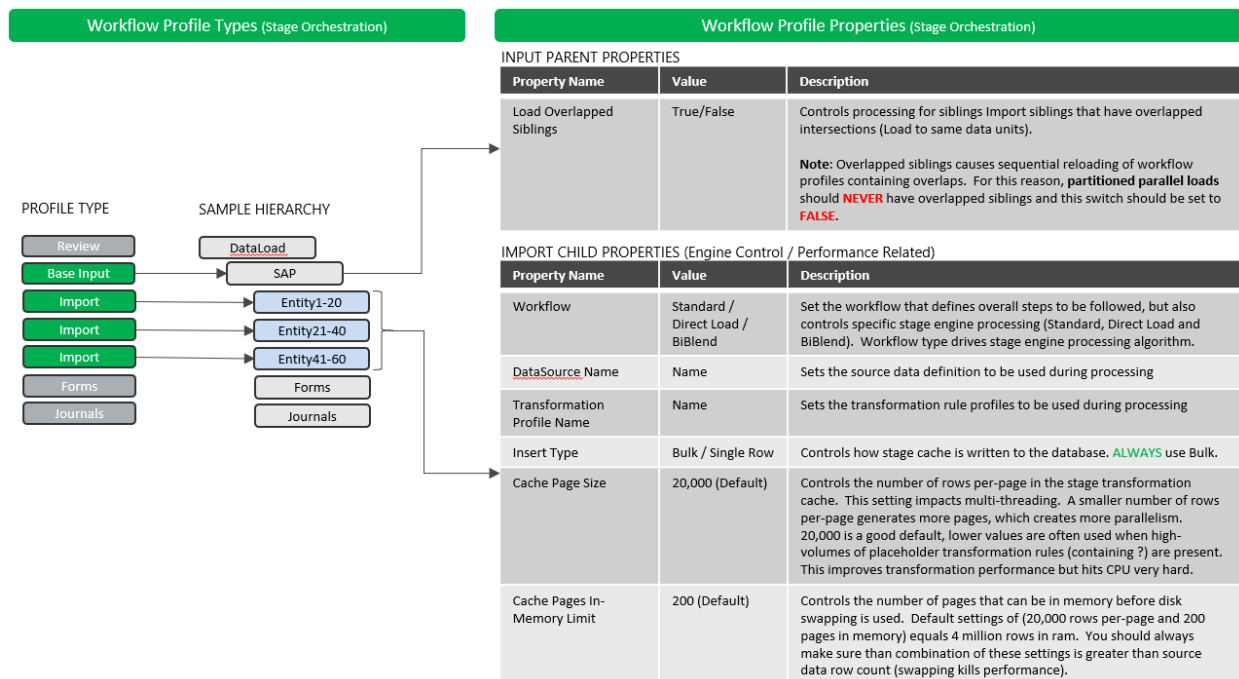 Workflow Profile Types (Stage Orchestration)
Workflow Profile Properties (Stage Orchestration)
PROFILE TYPE
SAMPLE HIERARCHY
Review
DataLoad
Base Input
SAP
Import
Entity1-20
Import
Entity21-40
Import
Entity41-60
Forms
Forms
Journals
Journals
INPUT PARENT PROPERTIES
Property Name
Value
Description
Load Overlapped
Siblings
True/False
Controls processing for siblings Import siblings that have overlapped
intersections (Load to same data units).
Note: Overlapped siblings causes sequential reloading of workflow
profiles containing overlaps. For this reason, partitioned parallel loads
should NEVER have overlapped siblings and this switch should be set to
FALSE.
IMPORT CHILD PROPERTIES (Engine Control / Performance Related)
Property Name
Value
Description
Workflow
Standard /
Direct Load /
BiBlend
Set the workflow that defines overall steps to be followed, but also
controls specific stage engine processing (Standard, Direct Load and
BiBlend). Workflow type drives stage engine processing algorithm.
DataSource Name
Name
Sets the source data definition to be used during processing
Transformation
Profile Name
Name
Sets the transformation rule profiles to be used during processing
Insert Type
Bulk / Single Row
Controls how stage cache is written to the database. ALWAYS use Bulk.
Cache Page Size
20,000 (Default)
Controls the number of rows per-page in the stage transformation
cache. This setting impacts multi-threading. A smaller number of rows
per-page generates more pages, which creates more parallelism.
20,000 is a good default, lower values are often used when high-
volumes of placeholder transformation rules (containing ?) are present.
This improves transformation performance but hits CPU very hard.
Cache Pages In-
Memory Limit
200 (Default)
Controls the number of pages that can be in memory before disk
swapping is used. Default settings of (20,000 rows per-page and 200
pages in memory) equals 4 million rows in ram. You should always
make sure than combination of these settings is greater than source
data row count (swapping kills performance).